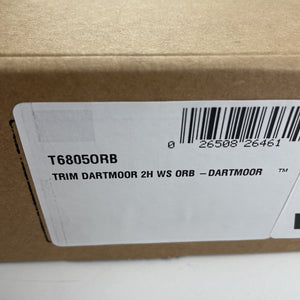 0 26508 26461
T6805ORB
TRIM DARTMOOR 2H WS ORB –DARTMOOR ™